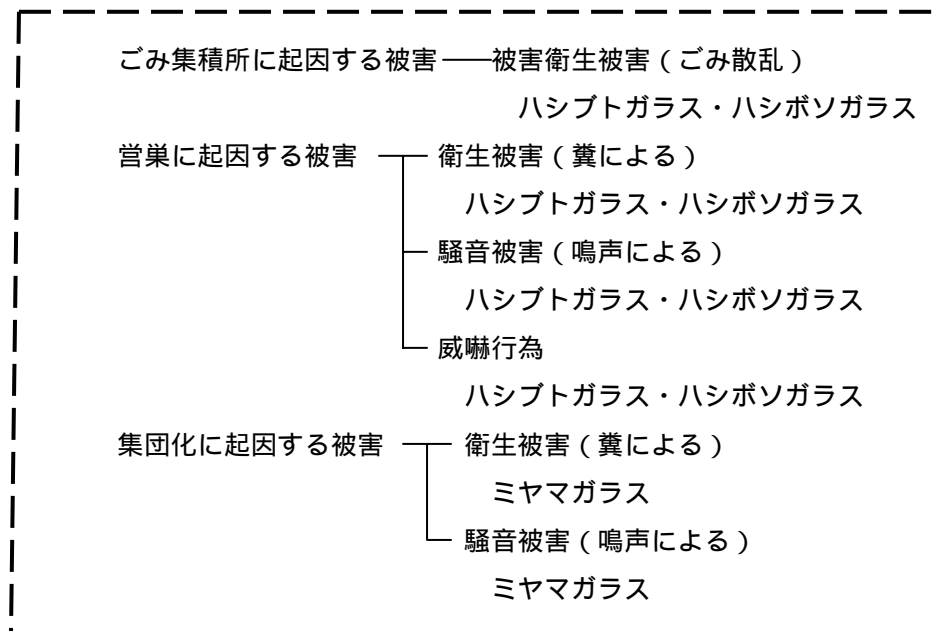 ごみ集積所に起因する被害――被害衛生被害(ごみ散乱)
ハシブトガラス・ハシボソガラス
営巣に起因する被害 衛生被害(糞による)
ハシブトガラス・ハシボソガラス
騒音被害(鳴声による)
ハシブトガラス・ハシボソガラス
威嚇行為
ハシブトガラス・ハシボソガラス
集団化に起因する被害 衛生被害(糞による)
ミヤマガラス
騒音被害(鳴声による)
ミヤマガラス